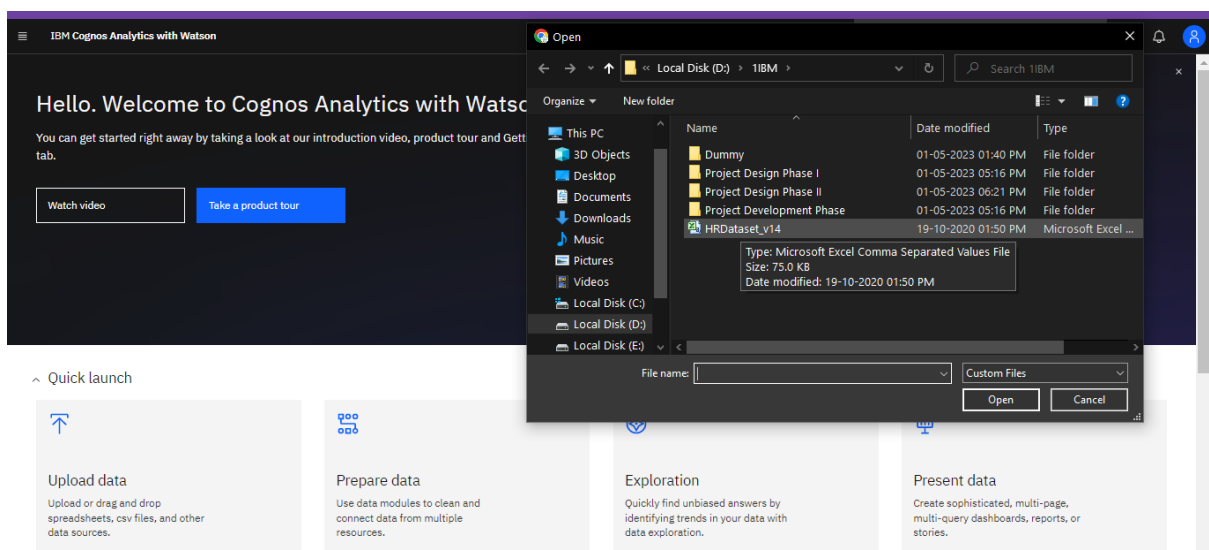 IBM Cognos Analytics with Watson
Hello. Welcome to Cognos Analytics with Watso
You can get started right away by taking a look at our introduction video, product tour and Gett
tab.
Watch video
Take a product tour
Open
Local Disk (D:) > 1IBM >
Search 1IBM
Organize
New folder
This PC
3D Objects
Desktop
Documents
Downloads
Music
Pictures
Videos
Local Disk (C:)
Local Disk (D:)
Local Disk (E:)
Name Date modified Type
Dummy 01-05-2023 01:40 PM File folder
Project Design Phase I 01-05-2023 05:16 PM File folder
Project Design Phase II 01-05-2023 06:21 PM File folder
Project Development Phase 01-05-2023 05:16 PM File folder
HRDataset_v14 19-10-2020 01:50 PM Microsoft Excel ...
Type: Microsoft Excel Comma Separated Values File
Size: 75.0 KB
Date modified: 19-10-2020 01:50 PM
File name:
Custom Files
Open
Cancel
Quick launch
Upload data
Upload or drag and drop
spreadsheets, csv files, and other
data sources.
Prepare data
Use data modules to clean and
connect data from multiple
resources.
Exploration
Quickly find unbiased answers by
identifying trends in your data with
data exploration.
Present data
Create sophisticated, multi-page,
multi-query dashboards, reports, or
stories.